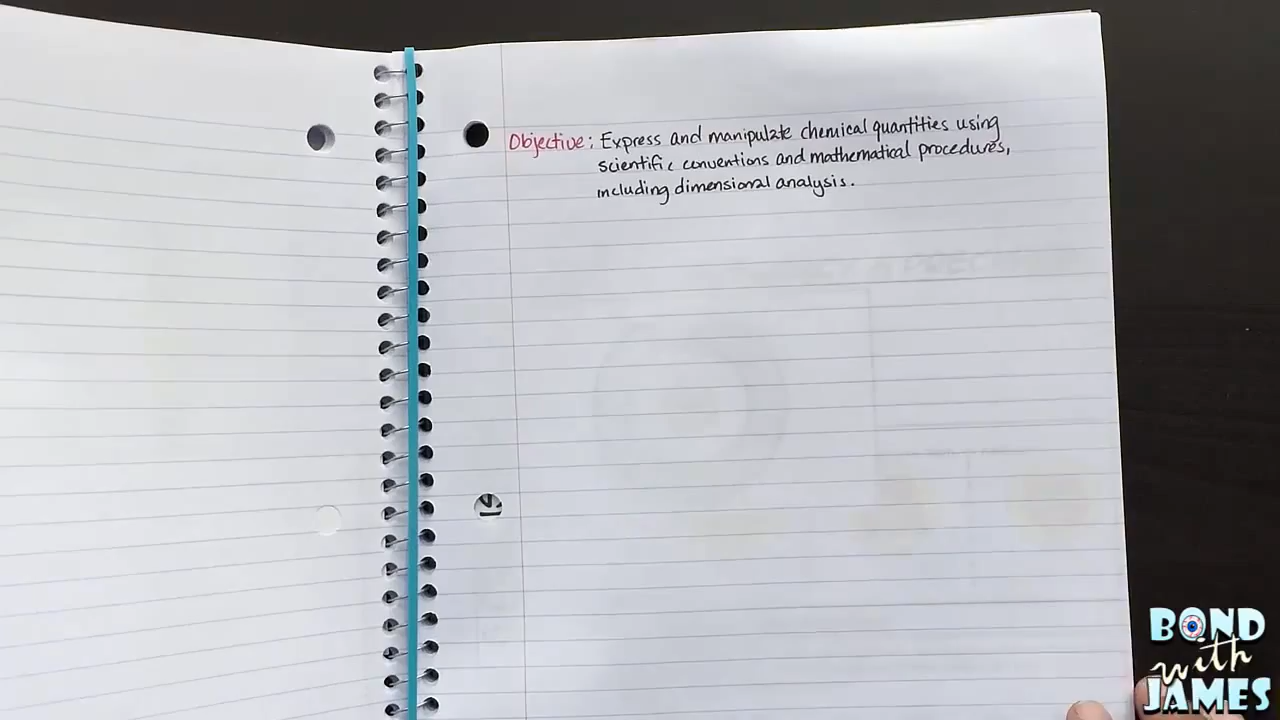 Objective: Express and manipulate chemical quantities using
scientific conventions and mathematical procedures,
including dimensional analysis.
BOND
with
JAMES